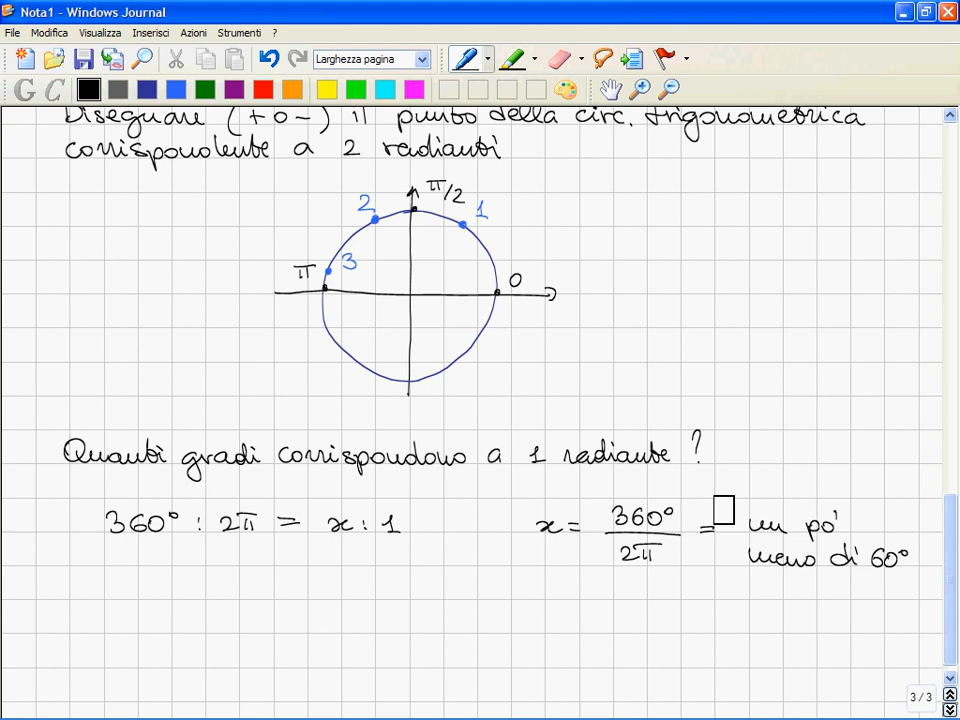 Nota1 - Windows Journal
File Modifica Visualizza Inserisci Azioni Strumenti ?
Larghezza pagina
G C
Disegnare (+ o -) il punto della circ. trigonometrica
corrispondente a 2 radianti
π/2
2 1
3
π 0
Quanti gradi corrispondono a 1 radiante ?
360° : 2π = x : 1 x = 360° / 2π = un pò
meno di 60°
3 / 3